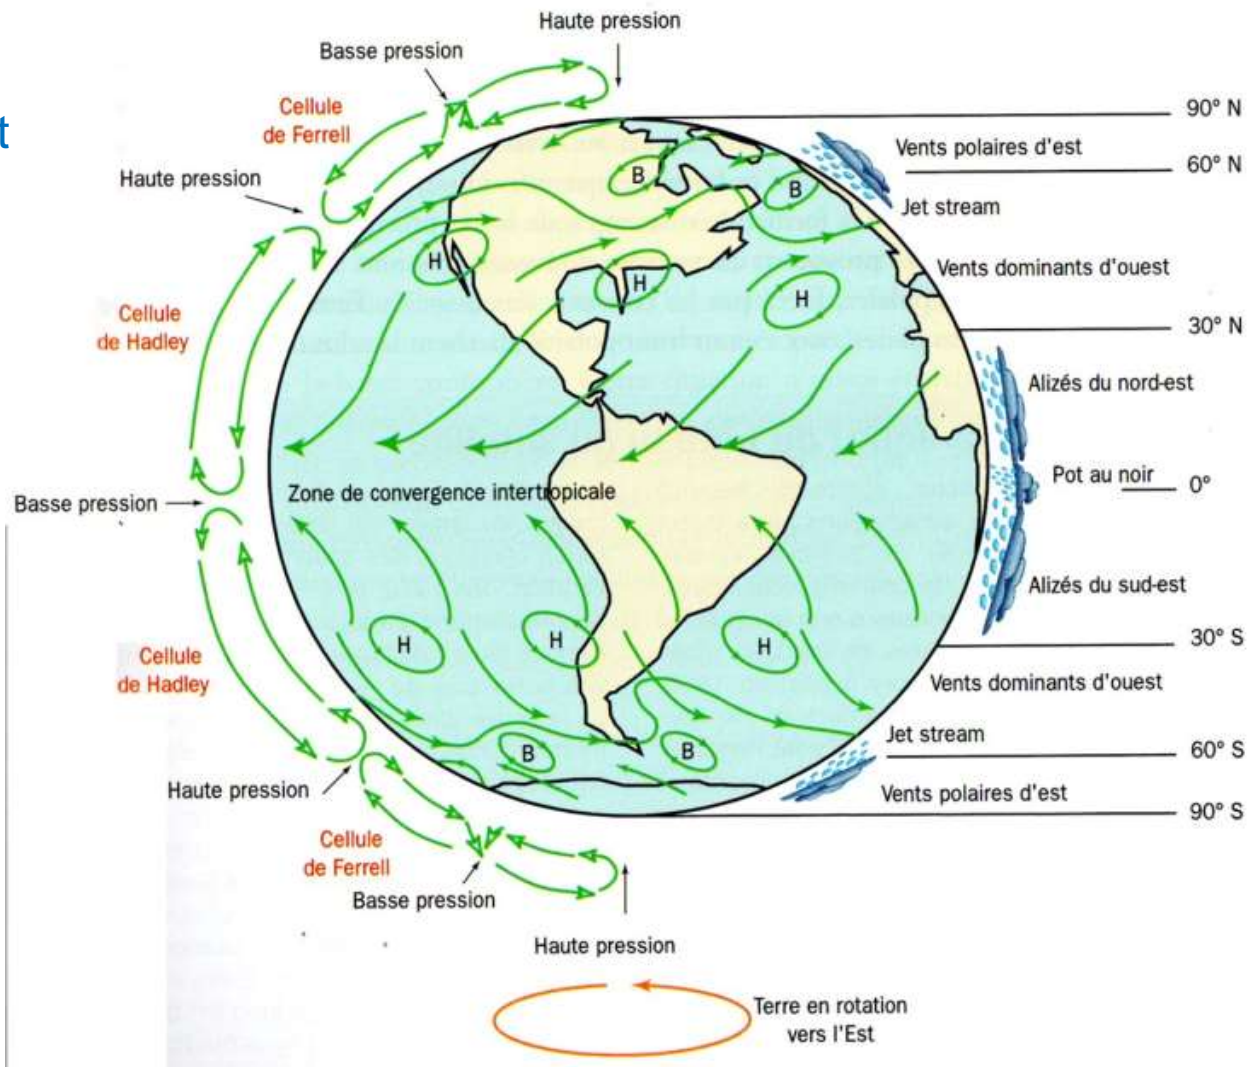 Haute pression
Basse pression
Cellule
de Ferrell
t
Haute pression
Cellule
de Hadley
Basse pression
Cellule
de Hadley
Haute pression
Cellule
de Ferrell
Basse pression
Haute pression
90° N
Vents polaires d'est
60° N
Jet stream
Vents dominants d'ouest
30° N
Alizés du nord-est
Pot au noir
0°
Alizés du sud-est
30° S
Vents dominants d'ouest
Jet stream
60° S
Vents polaires d'est
90° S
B
B
H
H
H
Zone de convergence intertropicale
H
H
H
B
B
Terre en rotation
vers l'Est